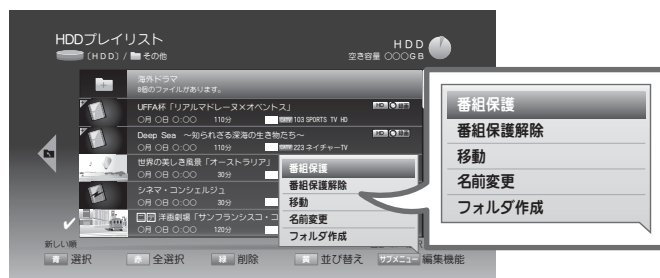 HDDプレイリスト
(HDD) / その他
HDD
空き容量 ○○○GB
海外ドラマ
8個のファイルがあります。
UFFA杯「リアルマドレーヌ×オベントス」
○月 ○日 ○:○○ 110分 103 SPORTS TV HD
Deep Sea ～知られざる深海の生き物たち～
○月 ○日 ○:○○ 110分 223 ネイチャーTV
世界の美しき風景「オーストラリア」
○月 ○日 ○:○○ 30分
シネマ・コンシェルジュ
○月 ○日 ○:○○ 30分
洋画劇場「サンフランシスコ・コ
○月 ○日 ○:○○ 120分
番組保護
番組保護解除
移動
名前変更
フォルダ作成
新しい順
青 選択 赤 全選択 緑 削除 黄 並び替え サブメニュー 編集機能
番組保護
番組保護解除
移動
名前変更
フォルダ作成